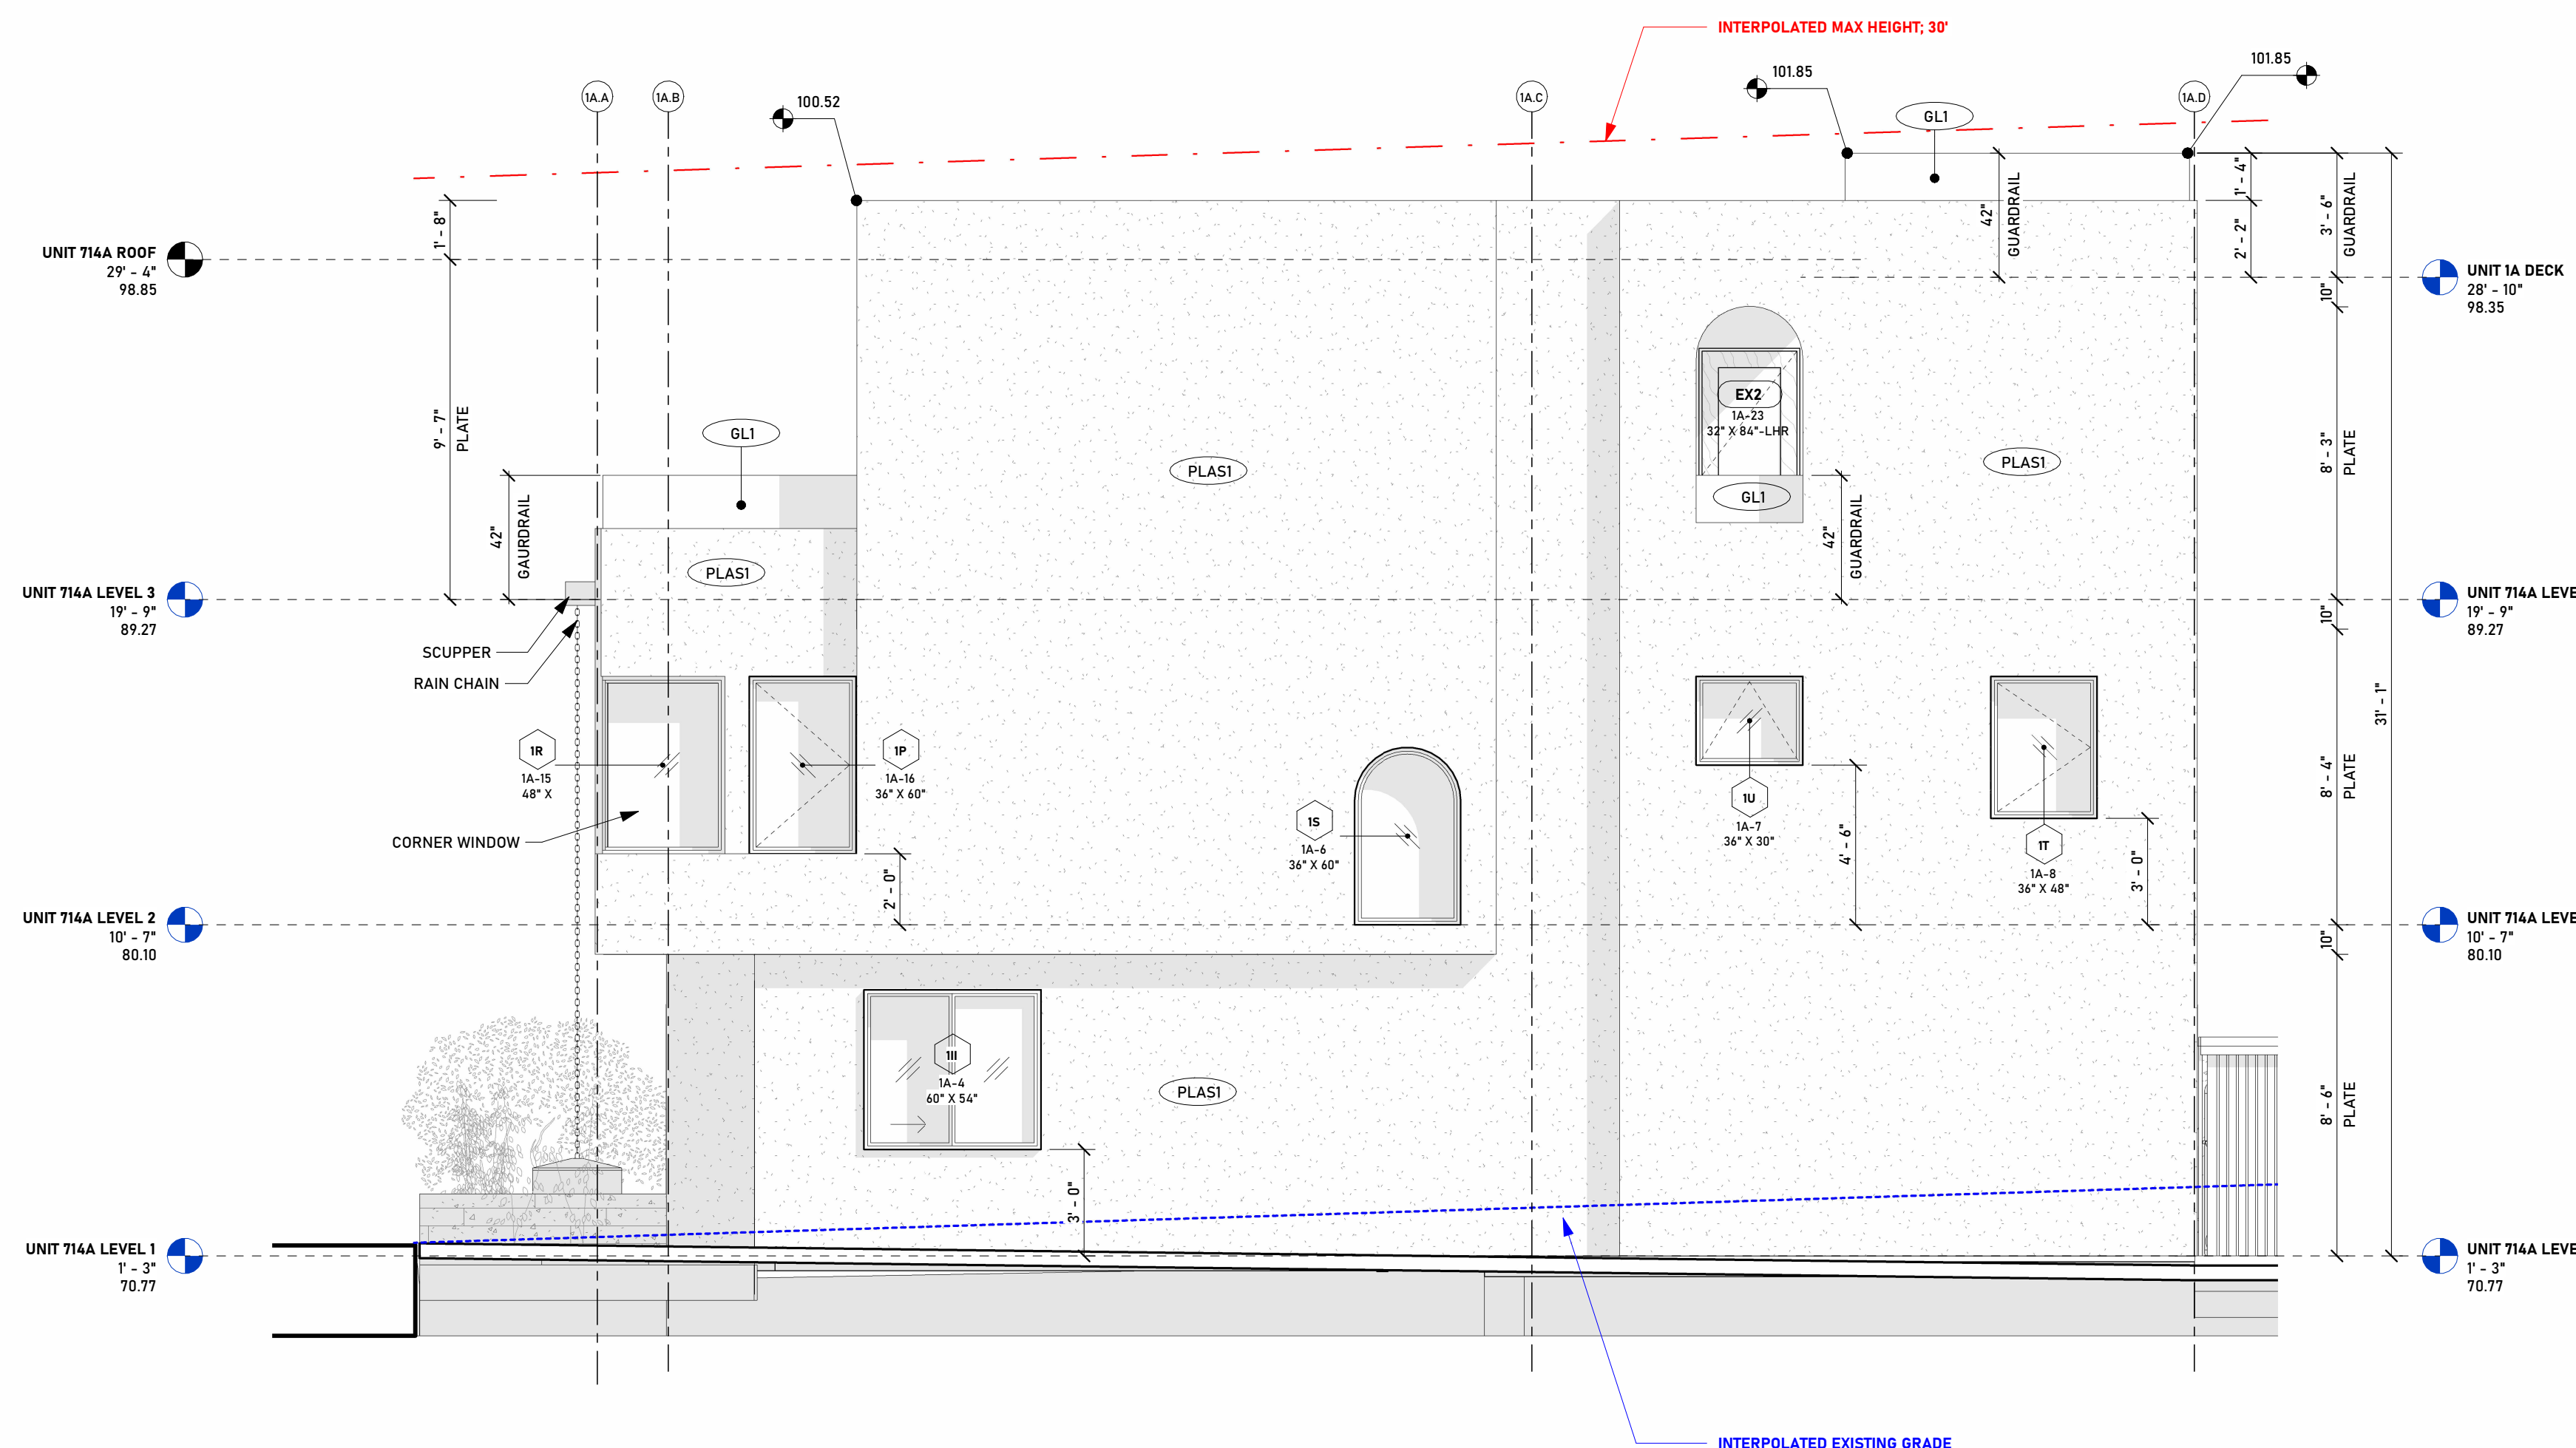 INTERPOLATED MAX HEIGHT; 30'
101.85
101.85
100.52
1A.A
1A.B
1A.C
1A.D
GL1
1' - 8"
42"
GUARDRAIL
1' - 4"
2' - 2"
3' - 6"
GUARDRAIL
UNIT 714A ROOF
29' - 4"
98.85
UNIT 1A DECK
28' - 10"
98.35
10"
9' - 7"
PLATE
GL1
PLAS1
EX2
1A-23
32" X 84"-LHR
PLAS1
8' - 3"
PLATE
GL1
42"
GAURDRAIL
42"
GUARDRAIL
PLAS1
UNIT 714A LEVEL 3
19' - 9"
89.27
UNIT 714A LEVE
19' - 9"
89.27
10"
SCUPPER
RAIN CHAIN
31' - 1"
1R
1A-15
48" X
1P
1A-16
36" X 60"
1S
1A-6
36" X 60"
1U
1A-7
36" X 30"
1T
1A-8
36" X 48"
8' - 4"
PLATE
CORNER WINDOW
2' - 0"
4' - 6"
3' - 0"
UNIT 714A LEVEL 2
10' - 7"
80.10
UNIT 714A LEVE
10' - 7"
80.10
10"
1II
1A-4
60" X 54"
PLAS1
8' - 6"
PLATE
3' - 0"
UNIT 714A LEVEL 1
1' - 3"
70.77
UNIT 714A LEVE
1' - 3"
70.77
INTERPOLATED EXISTING GRADE